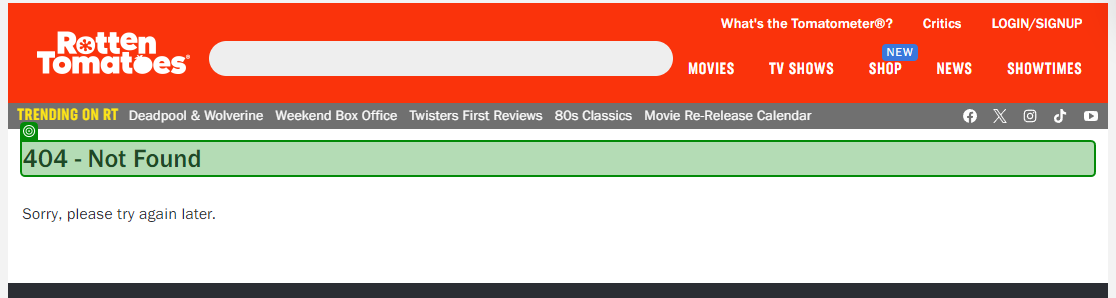 What's the Tomatometer®? Critics LOGIN/SIGNUP
Rotten
Tomatoes®
NEW
MOVIES TV SHOWS SHOP NEWS SHOWTIMES
TRENDING ON RT Deadpool & Wolverine Weekend Box Office Twisters First Reviews 80s Classics Movie Re-Release Calendar
404 - Not Found
Sorry, please try again later.